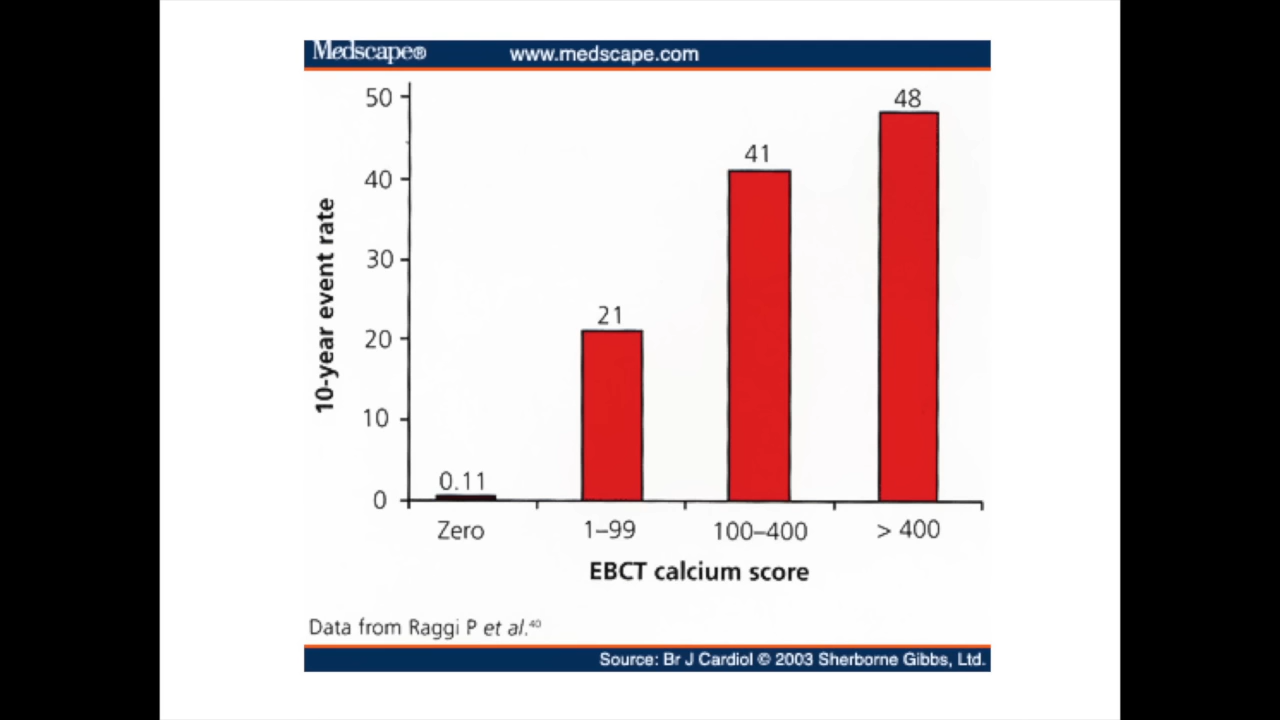 Medscape® www.medscape.com
50
40
30
20
10
0
10-year event rate
0.11
21
41
48
Zero
1–99
100–400
> 400
EBCT calcium score
Data from Raggi P et al.⁴⁰
Source: Br J Cardiol © 2003 Sherborne Gibbs, Ltd.